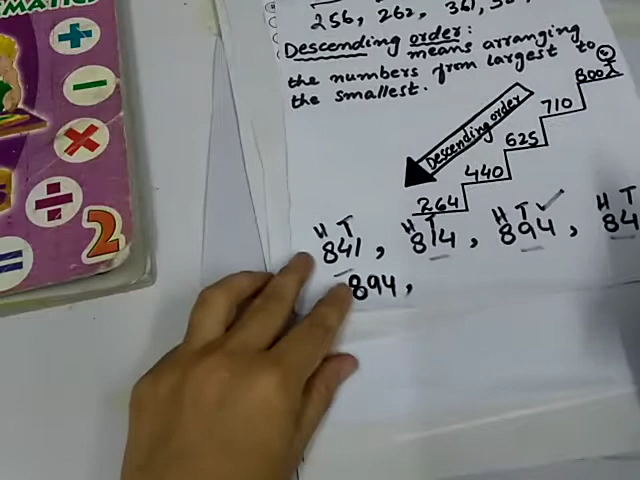 MATICS
2
256, 262, 361,
Descending order:
means arranging
the numbers from largest to
the smallest.
800
710
625
440
264
Descending order
H T H T H T H T
841, 814, 894, 84
894,